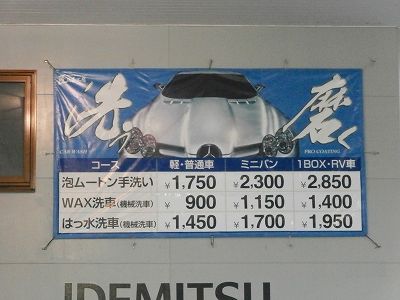 洗う
CAR WASH
磨く
PRO COATING
コース 軽・普通車 ミニバン 1BOX・RV車
泡ムートン手洗い ¥1,750 ¥2,300 ¥2,850
WAX洗車(機械洗車) ¥900 ¥1,150 ¥1,400
はっ水洗車(機械洗車) ¥1,450 ¥1,700 ¥1,950
IDEMITSU